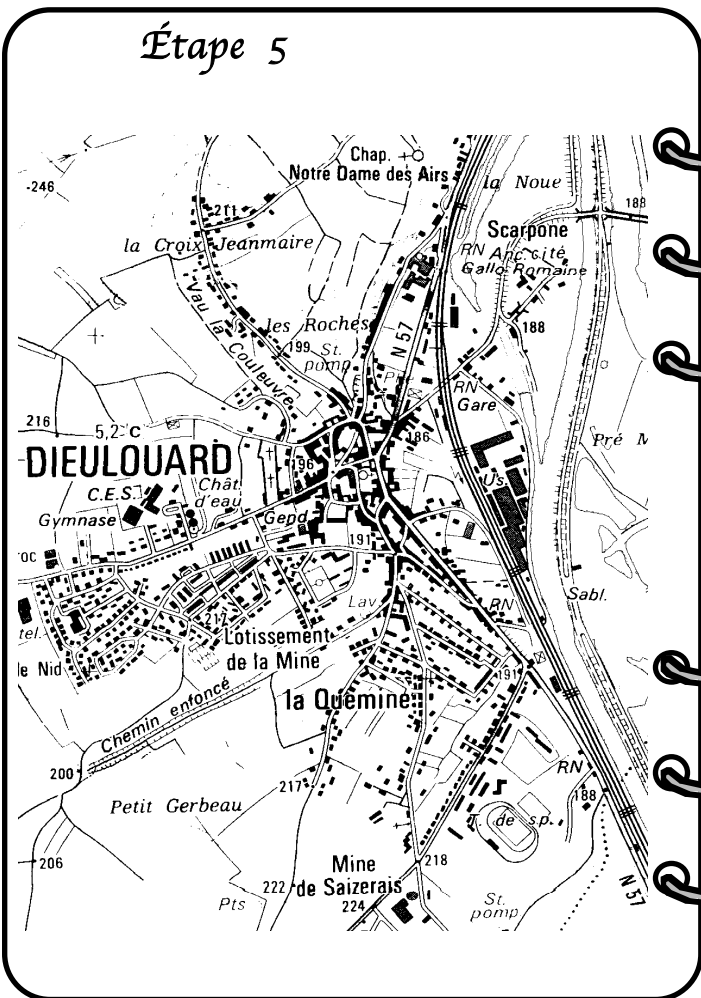 Étape 5
Chap.
Notre Dame des Airs
la Noue
-246
211
188
Scarpone
la Croix Jeanmaire
RN Anc. cité
Gallo-Romaine
Vau la Couleuvre
les Roches
N 57
188
199 St.
pomp
RN
Gare
216
5,2
186
Pré
DIEULOUARD
196
C.E.S.
Chât.
d'eau
Us.
Gymnase
Gepd
191
Lav
RN
Sabl.
217
tel.
Lotissement
de la Mine
le Nid
191
la Quemine
Chemin enfoncé
200
217
RN
188
Petit Gerbeau
T. de sp.
206
Mine
de Saizerais
218
222
224
Pts
St.
pomp
N 57